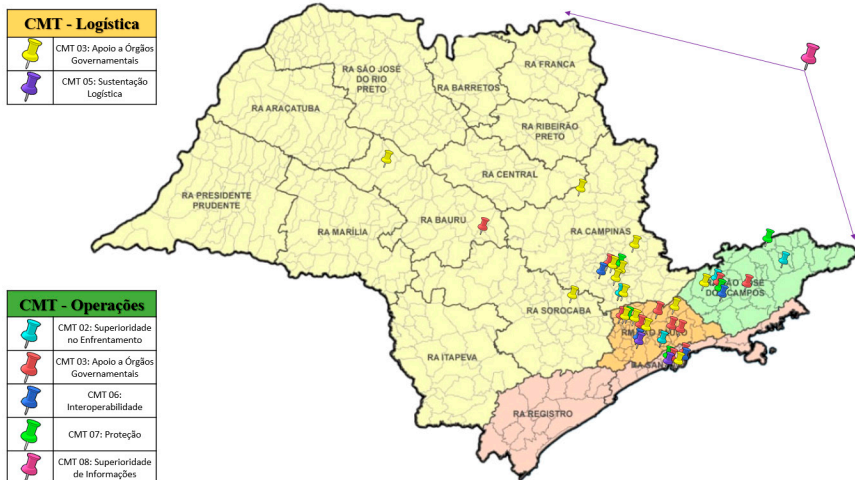 CMT - Logística
CMT 03: Apoio a Órgãos
Governamentais
CMT 05: Sustentação
Logística
RA SÃO JOSÉ
DO RIO
PRETO
RA BARRETOS
RA FRANCA
RA ARAÇATUBA
RA RIBEIRÃO
PRETO
RA CENTRAL
RA PRESIDENTE
PRUDENTE
RA MARÍLIA
RA BAURU
RA CAMPINAS
RA SOROCABA
RA ITAPEVA
RA REGISTRO
DOS CAMPOS
CMT - Operações
CMT 02: Superioridade
no Enfrentamento
CMT 03: Apoio a Órgãos
Governamentais
CMT 06:
Interoperabilidade
CMT 07: Proteção
CMT 08: Superioridade
de Informações